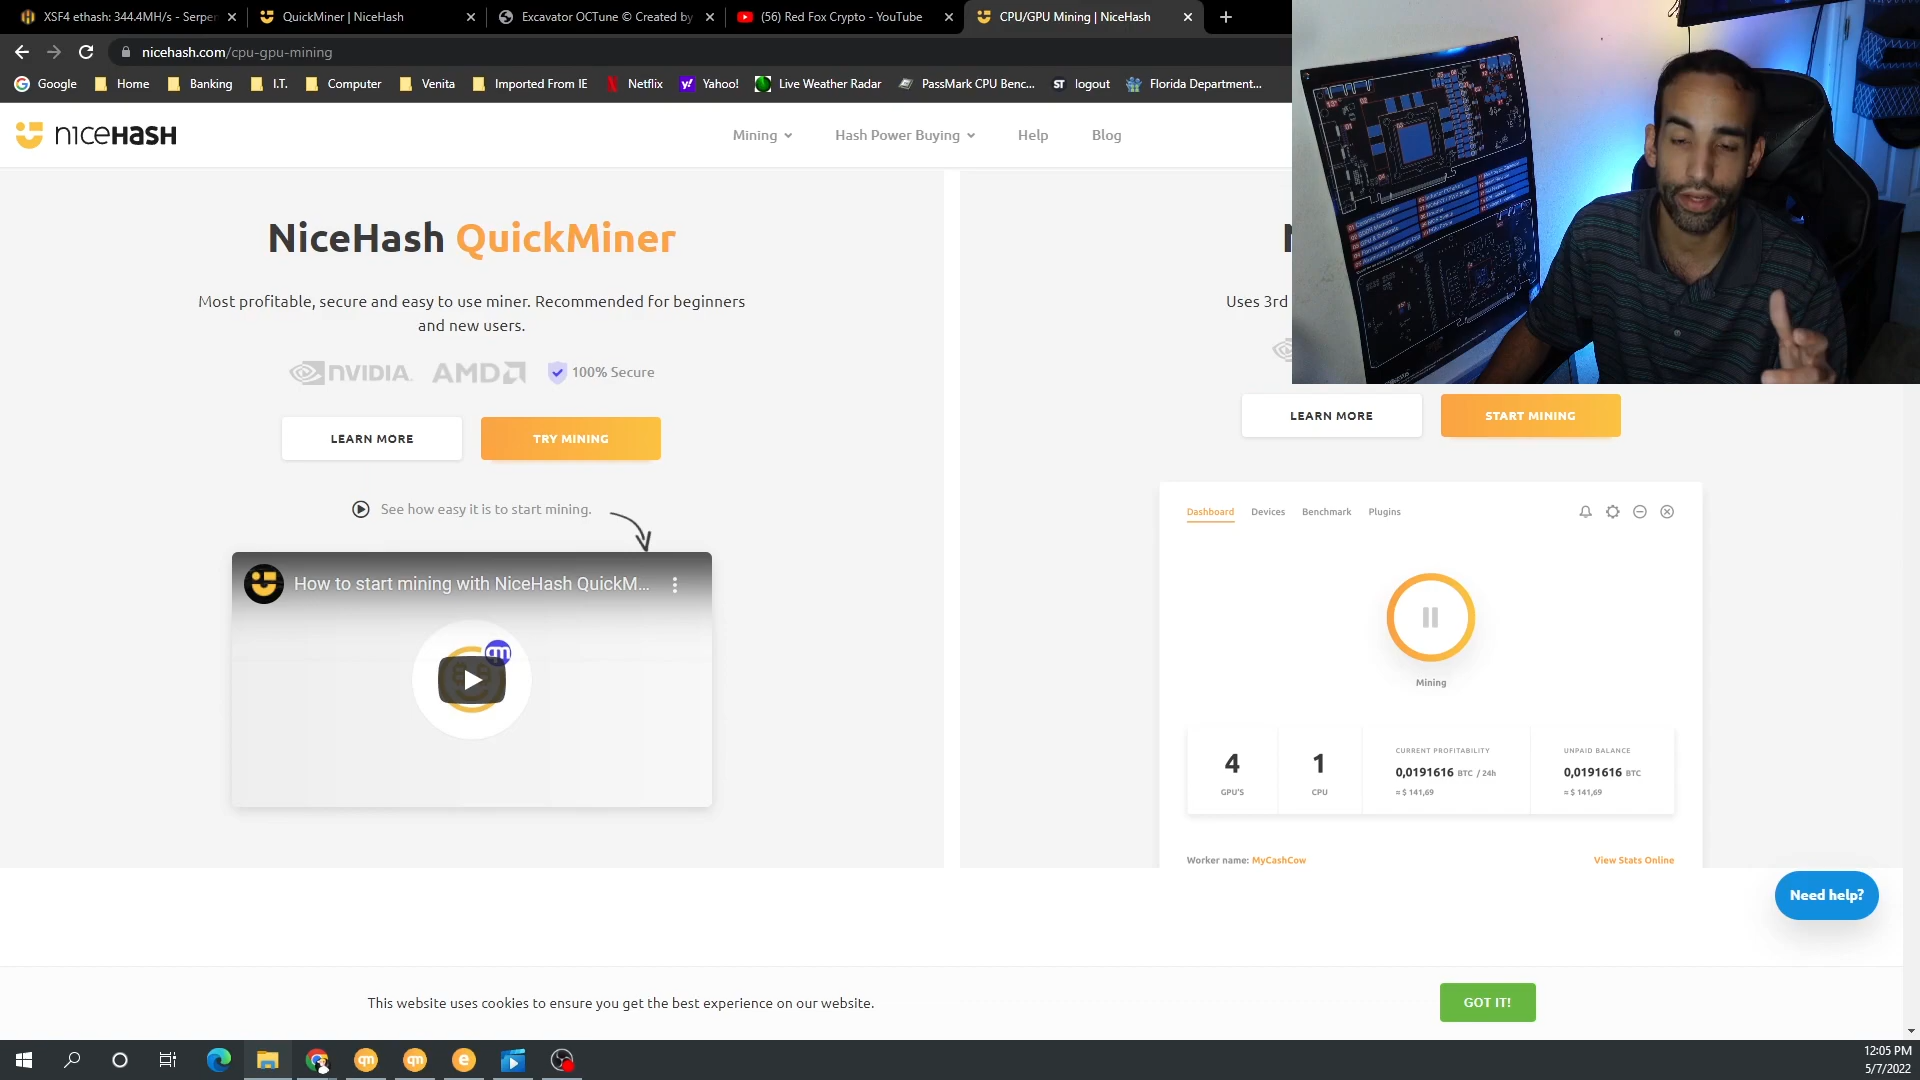 XSF4 ethash: 344.4MH/s - Serper
QuickMiner | NiceHash
Excavator OCTune © Created by
(56) Red Fox Crypto - YouTube
CPU/GPU Mining | NiceHash
nicehash.com/cpu-gpu-mining
Google
Home
Banking
I.T.
Computer
Venita
Imported From IE
Netflix
Yahoo!
Live Weather Radar
PassMark CPU Benc...
ST
logout
Florida Department...
NICEHASH
Mining
Hash Power Buying
Help
Blog
NiceHash QuickMiner
Most profitable, secure and easy to use miner. Recommended for beginners
and new users.
NVIDIA.
AMD
100% Secure
LEARN MORE
TRY MINING
See how easy it is to start mining.
How to start mining with NiceHash QuickM...
qm
Uses 3rd
LEARN MORE
START MINING
Dashboard
Devices
Benchmark
Plugins
Mining
4
GPU'S
1
CPU
CURRENT PROFITABILITY
0,0191616 BTC / 24h
≈ $ 141,69
UNPAID BALANCE
0,0191616 BTC
≈ $ 141,69
Worker name: MyCashCow
View Stats Online
Need help?
This website uses cookies to ensure you get the best experience on our website.
GOT IT!
qm
qm
e
12:05 PM
5/7/2022